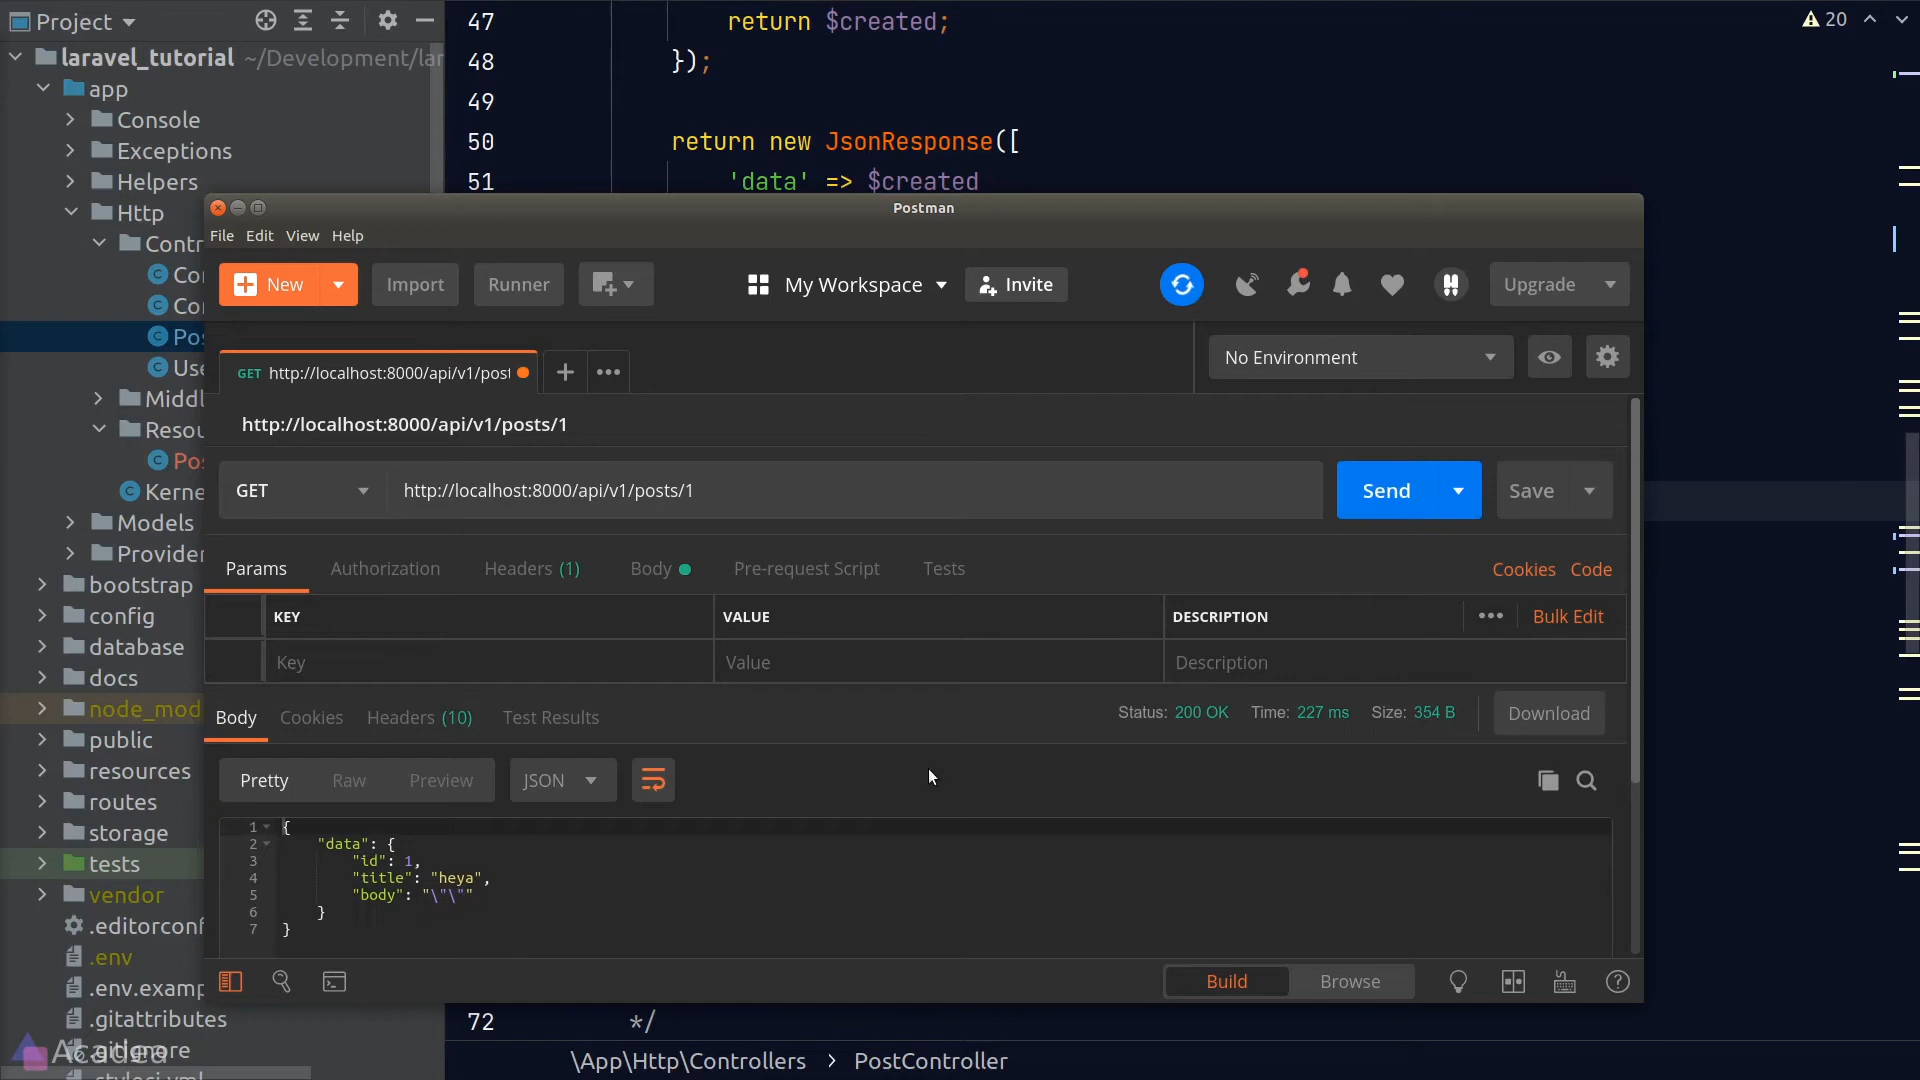 Project
laravel_tutorial ~/Development/lar
app
Console
Exceptions
Helpers
Http
Contr
Cor
Cor
Pos
Use
Middl
Resou
Pos
Kerne
Models
Provider
bootstrap
config
database
docs
node_mod
public
resources
routes
storage
tests
vendor
.editorconf
.env
.env.examp
.gitattributes
.gitignore
Acadea
47 return $created;
48 });
49
50 return new JsonResponse([
51 'data' => $created
20
Postman
File Edit View Help
New Import Runner My Workspace Invite Upgrade
GET http://localhost:8000/api/v1/post
No Environment
http://localhost:8000/api/v1/posts/1
GET http://localhost:8000/api/v1/posts/1 Send Save
Params Authorization Headers (1) Body Pre-request Script Tests Cookies Code
KEY VALUE DESCRIPTION Bulk Edit
Key Value Description
Body Cookies Headers (10) Test Results Status: 200 OK Time: 227 ms Size: 354 B Download
Pretty Raw Preview JSON
1 {
2 "data": {
3 "id": 1,
4 "title": "heya",
5 "body": "\"\""
6 }
7 }
Build Browse
72 */
\App\Http\Controllers > PostController